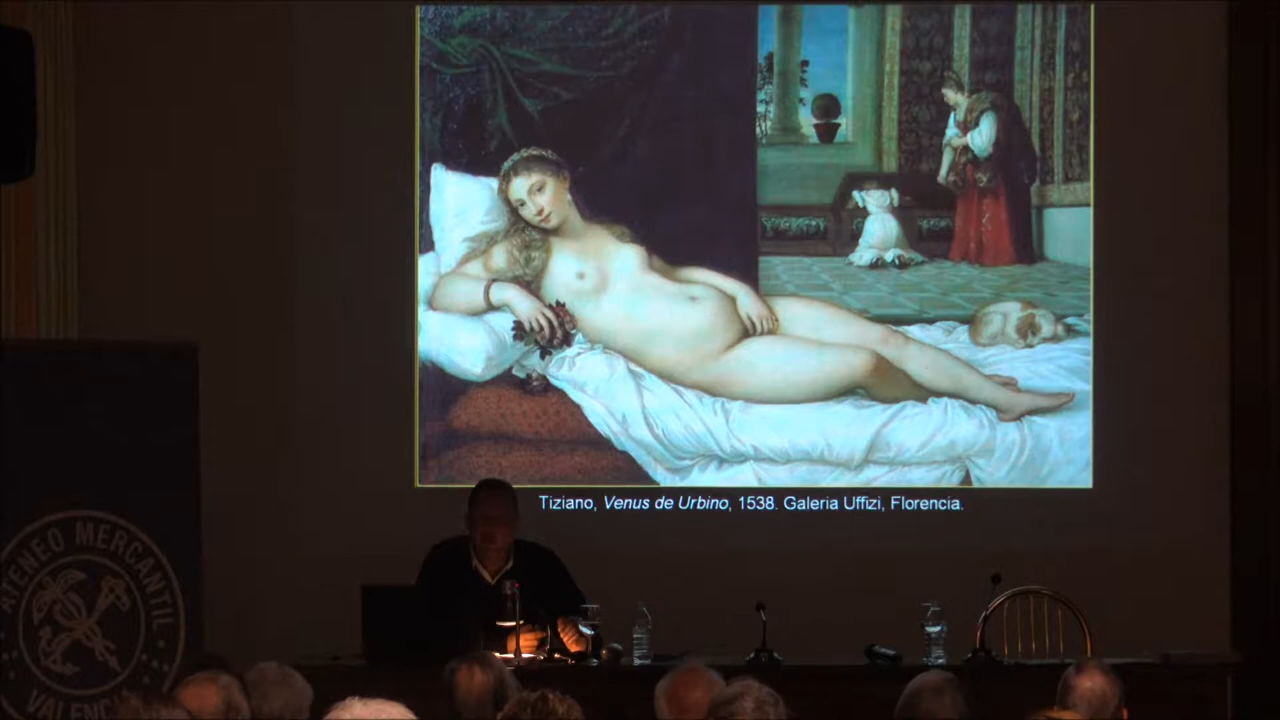 Tiziano, Venus de Urbino, 1538. Galeria Uffizi, Florencia.
ATENEO MERCANTIL
VALENC